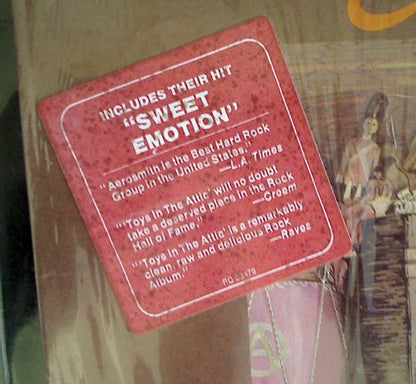 INCLUDES THEIR HIT
"SWEET
EMOTION"
"Aerosmith is the Best Hard Rock
Group in the United States."
—L.A. Times
"'Toys In The Attic' will no doubt
take a deserved place in the Rock
Hall of Fame."
—Creem
"'Toys In The Attic' is a remarkably
clean, raw and delicious Rock
Album."
—Raves
PC 33479